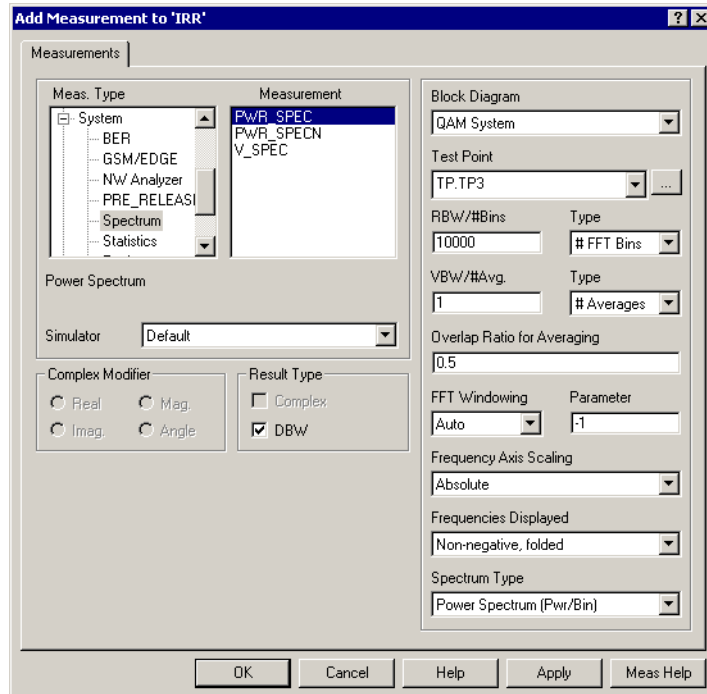 Add Measurement to 'IRR'
Measurements
Meas. Type
Measurement
System
BER
GSM/EDGE
NW Analyzer
PRE_RELEASI
Spectrum
Statistics
PWR_SPEC
PWR_SPECN
V_SPEC
Power Spectrum
Simulator Default
Complex Modifier
Real Mag.
Imag. Angle
Result Type
Complex
DBW
Block Diagram
QAM System
Test Point
TP.TP3 ...
RBW/#Bins Type
10000 # FFT Bins
VBW/#Avg. Type
1 # Averages
Overlap Ratio for Averaging
0.5
FFT Windowing Parameter
Auto -1
Frequency Axis Scaling
Absolute
Frequencies Displayed
Non-negative, folded
Spectrum Type
Power Spectrum (Pwr/Bin)
OK Cancel Help Apply Meas Help